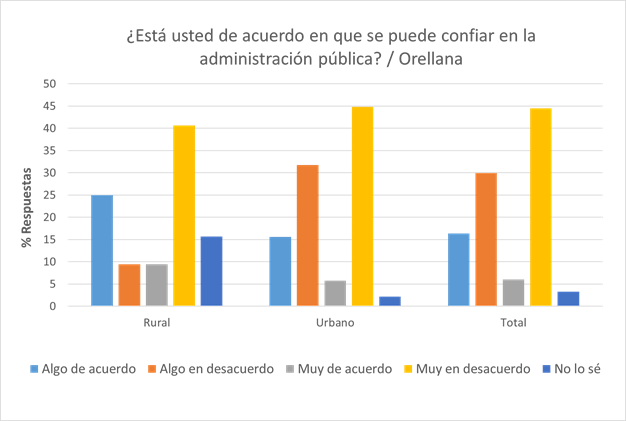 ¿Está usted de acuerdo en que se puede confiar en la
administración pública? / Orellana
50
45
40
35
30
25
20
15
10
5
0
% Respuestas
Rural Urbano Total
Algo de acuerdo Algo en desacuerdo Muy de acuerdo Muy en desacuerdo No lo sé